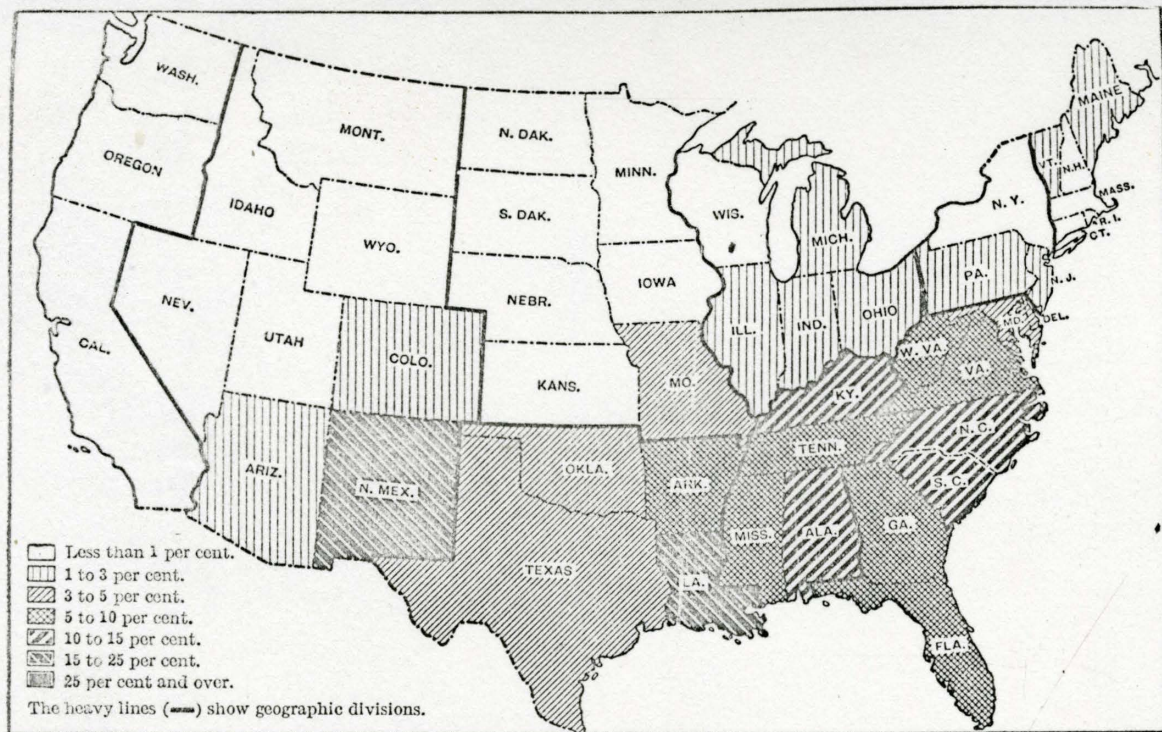 WASH.
MONT.
N. DAK.
MINN.
MAINE
OREGON
IDAHO
S. DAK.
WIS.
MICH.
VT.
N.H.
MASS.
N. Y.
R. I.
CT.
WYO.
NEV.
NEBR.
IOWA
PA.
N. J.
CAL.
UTAH
COLO.
KANS.
MO.
ILL.
IND.
OHIO
W. VA.
VA.
MD.
DEL.
KY.
N. C.
TENN.
S. C.
ARIZ.
N. MEX.
OKLA.
ARK.
MISS.
ALA.
GA.
TEXAS
LA.
FLA.
Less than 1 per cent.
1 to 3 per cent.
3 to 5 per cent.
5 to 10 per cent.
10 to 15 per cent.
15 to 25 per cent.
25 per cent and over.
The heavy lines (▬) show geographic divisions.